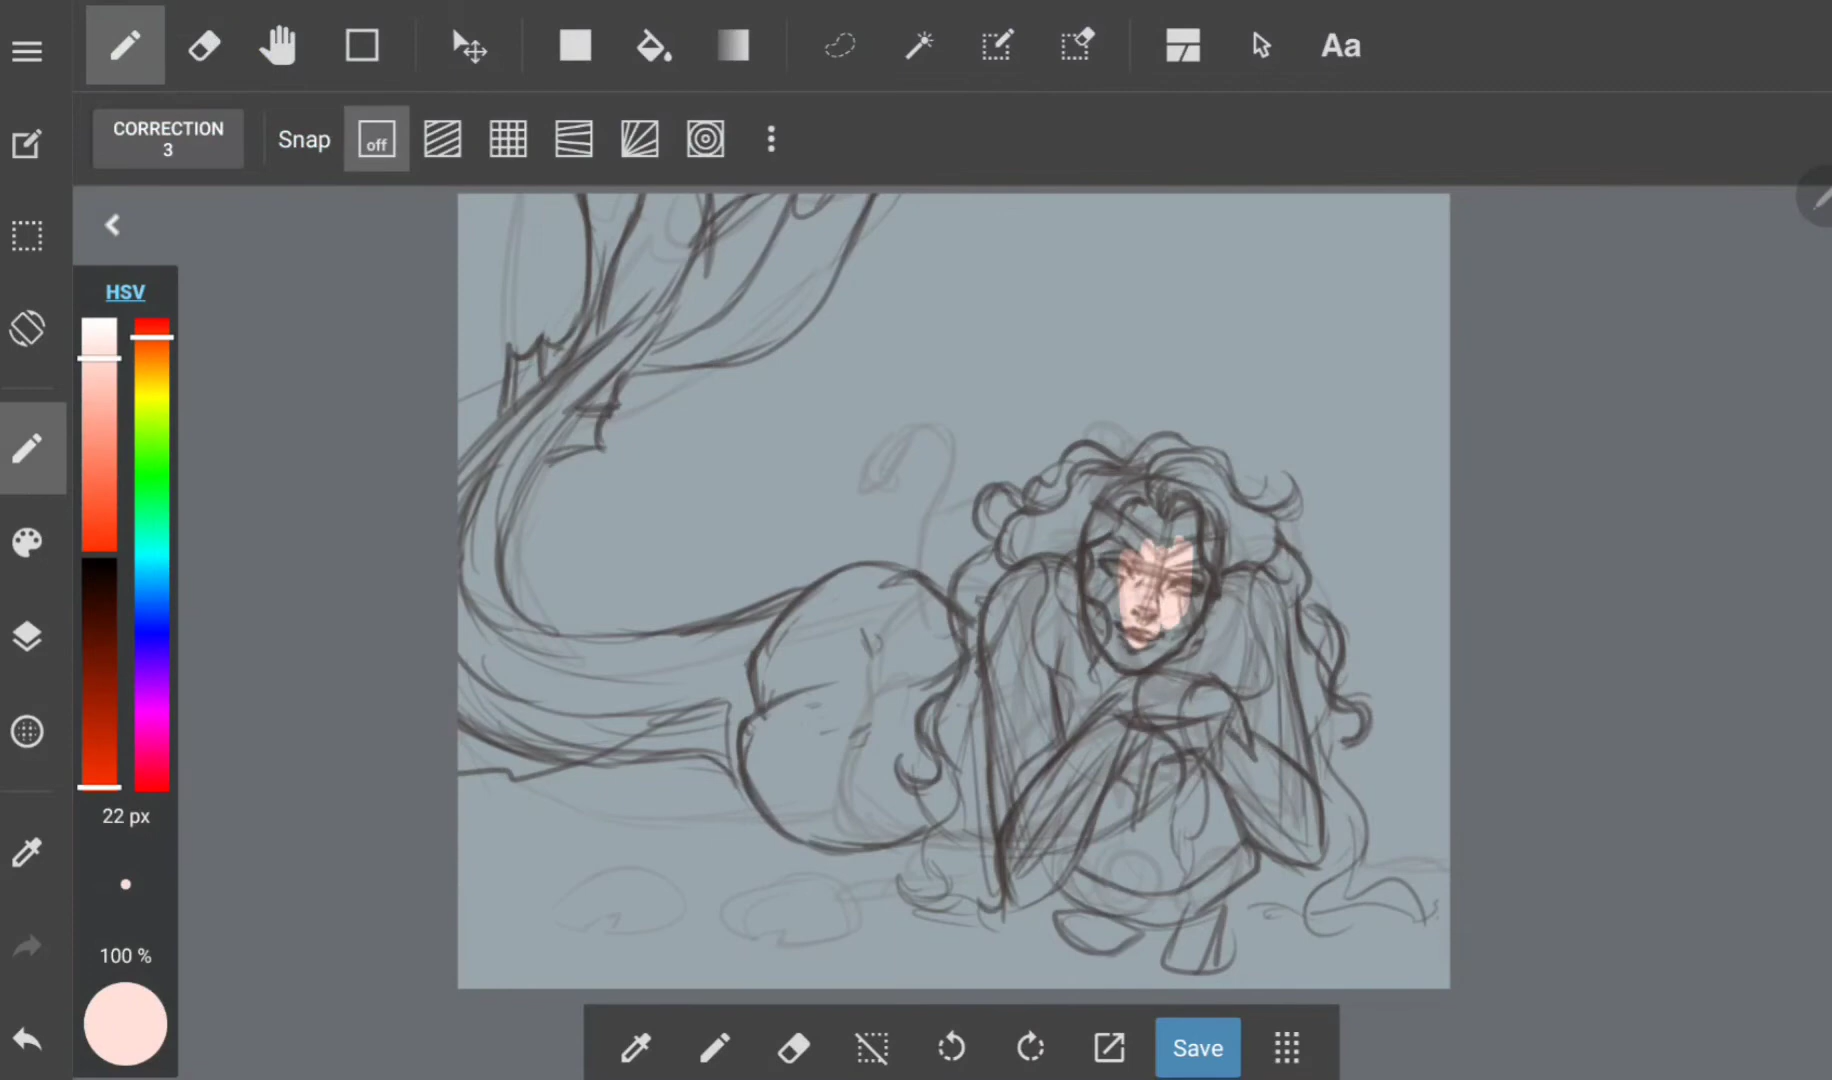 Aa
CORRECTION
3
Snap
off
HSV
22 px
100 %
Save